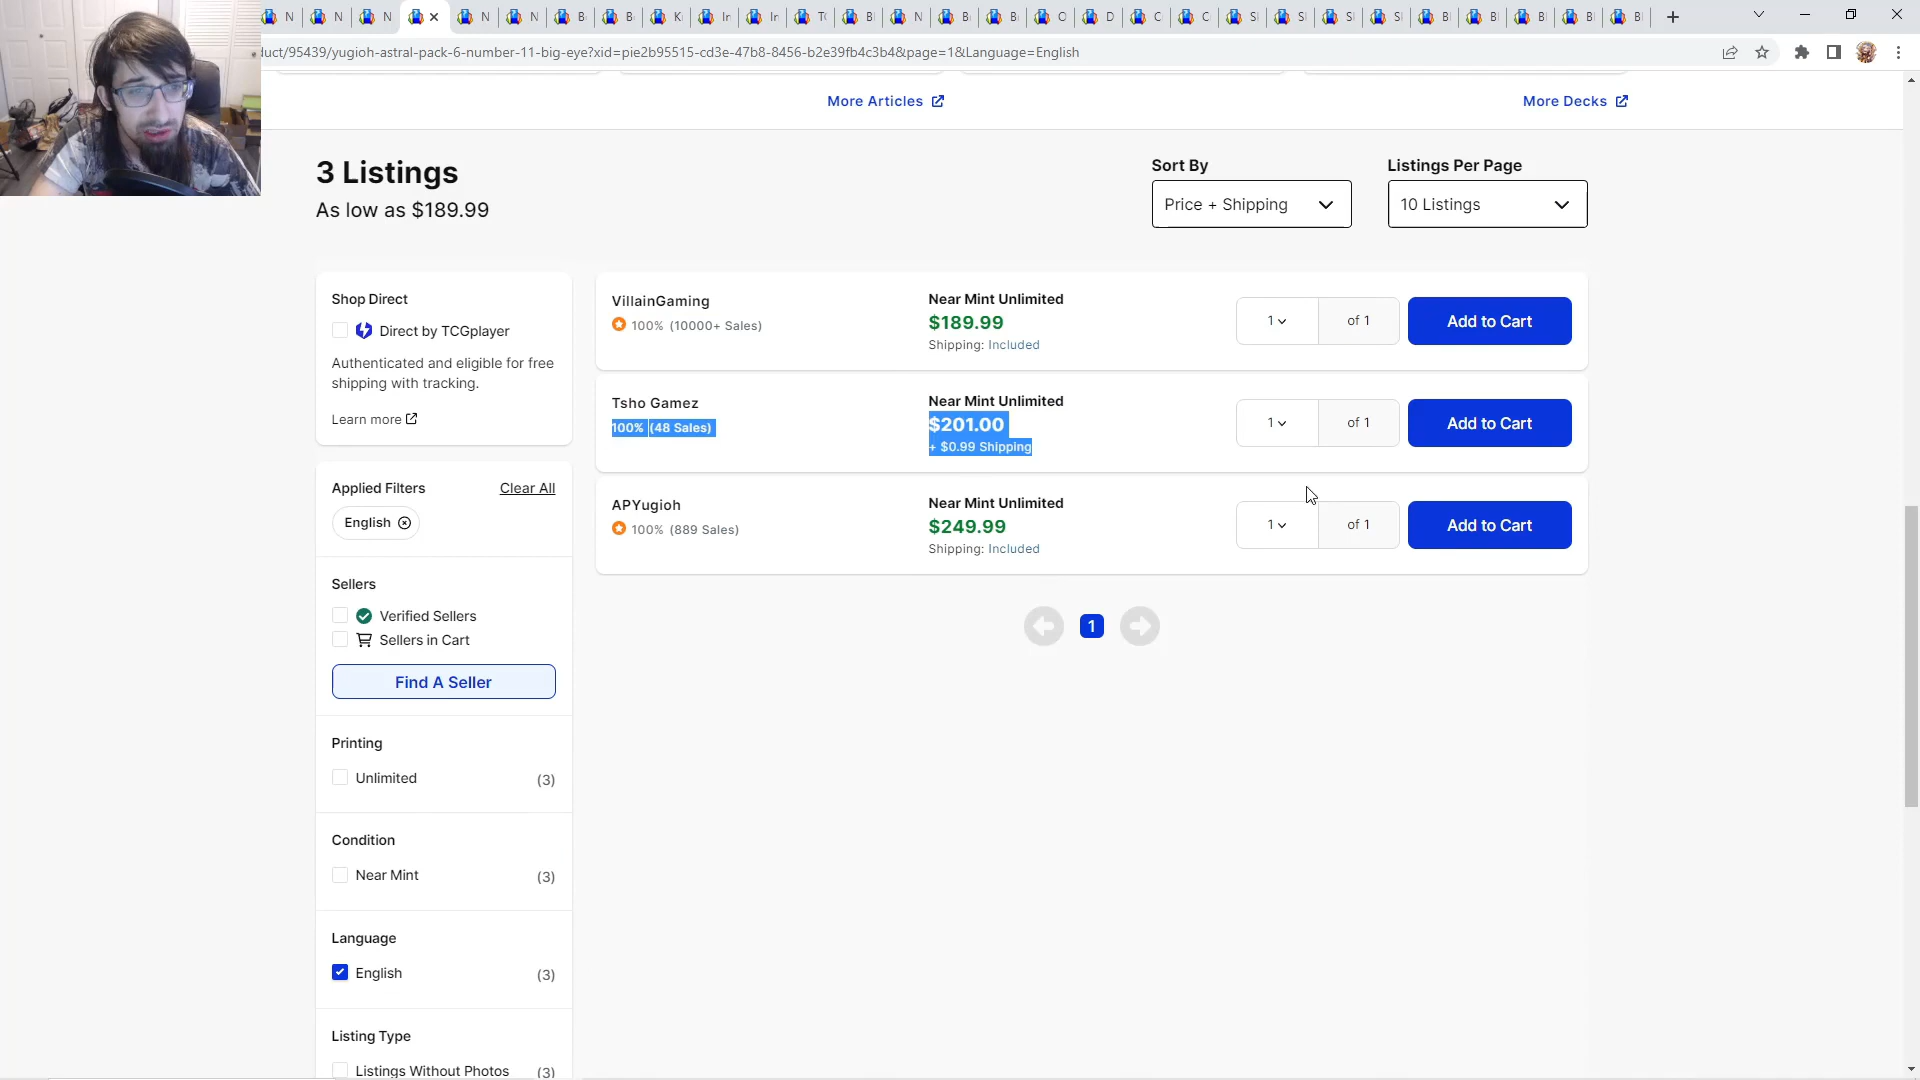 duct/95439/yugioh-astral-pack-6-number-11-big-eye?xid=pie2b95515-cd3e-47b8-8456-b2e39fb4c3b4&page=1&Language=English
More Articles
More Decks
3 Listings
As low as $189.99
Sort By
Price + Shipping
Listings Per Page
10 Listings
Shop Direct
Direct by TCGplayer
Authenticated and eligible for free
shipping with tracking.
Learn more
VillainGaming
100% (10000+ Sales)
Near Mint Unlimited
$189.99
Shipping: Included
1
of 1
Add to Cart
Tsho Gamez
100% (48 Sales)
Near Mint Unlimited
$201.00
+ $0.99 Shipping
1
of 1
Add to Cart
APYugioh
100% (889 Sales)
Near Mint Unlimited
$249.99
Shipping: Included
1
of 1
Add to Cart
1
Applied Filters
Clear All
English
Sellers
Verified Sellers
Sellers in Cart
Find A Seller
Printing
Unlimited (3)
Condition
Near Mint (3)
Language
English (3)
Listing Type
Listings Without Photos (3)